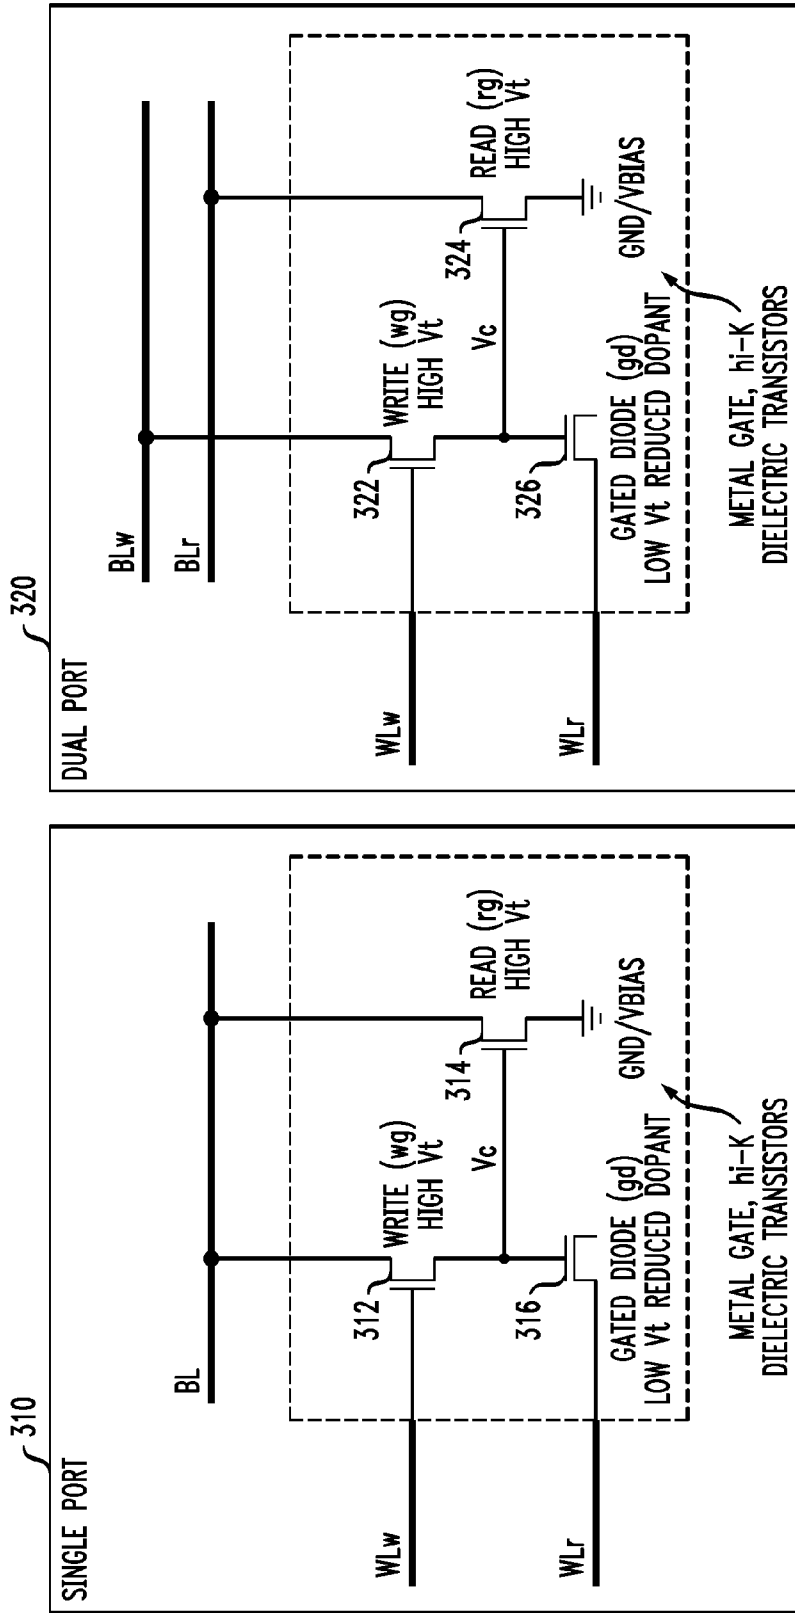 310
SINGLE PORT
BL
WLw
312
WRITE (wg)
HIGH Vt
314
READ (rg)
HIGH Vt
Vc
WLr
316
GATED DIODE (gd)
LOW Vt REDUCED DOPANT
GND/VBIAS
METAL GATE, hi-K
DIELECTRIC TRANSISTORS
320
DUAL PORT
BLw
BLr
WLw
322
WRITE (wg)
HIGH Vt
324
READ (rg)
HIGH Vt
Vc
WLr
326
GATED DIODE (gd)
LOW Vt REDUCED DOPANT
GND/VBIAS
METAL GATE, hi-K
DIELECTRIC TRANSISTORS